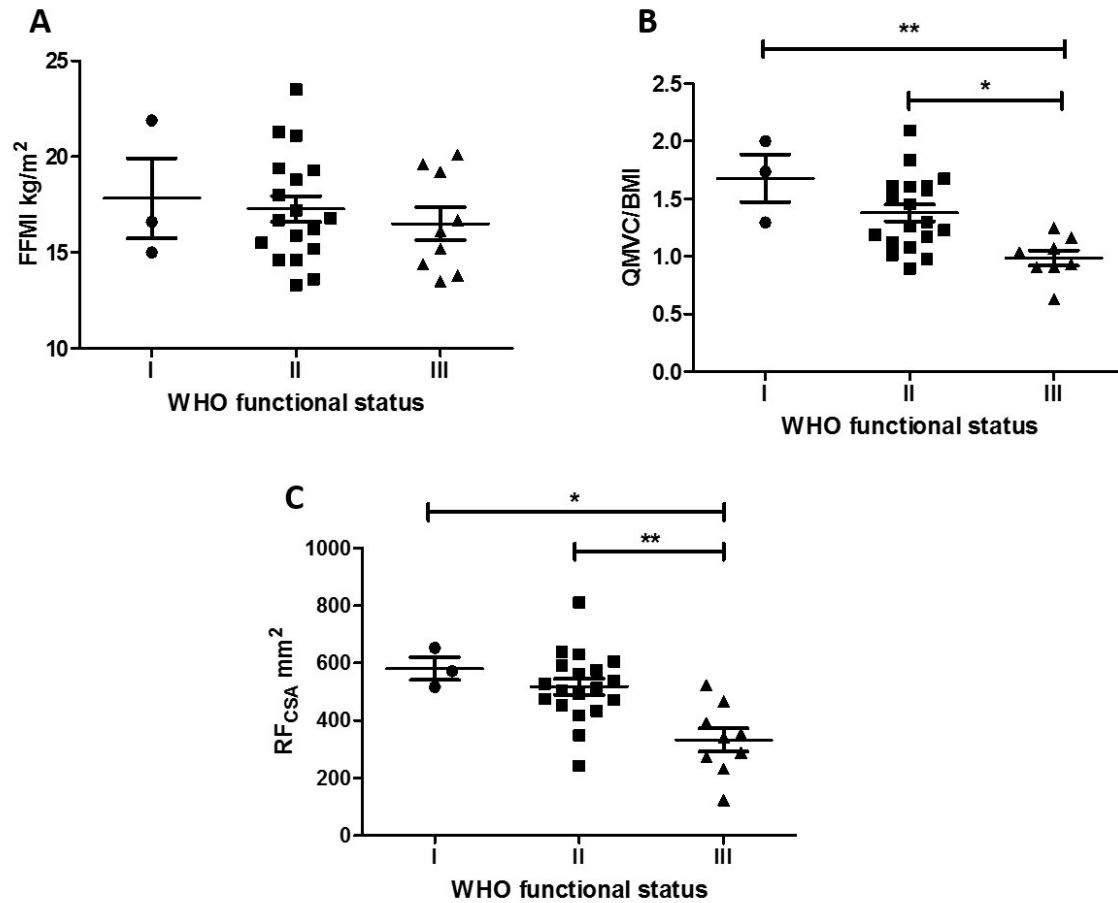 A
25
20
15
10
FFMI kg/m²
I II III
WHO functional status
B
**
*
2.5
2.0
1.5
1.0
0.5
0.0
QMVC/BMI
I II III
WHO functional status
C
*
**
1000
800
600
400
200
0
RF_CSA mm²
I II III
WHO functional status